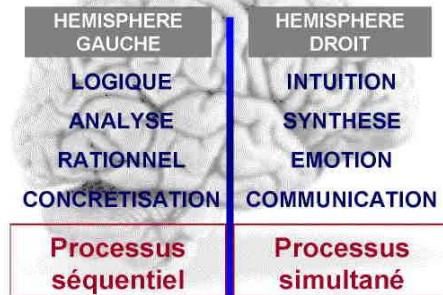 HEMISPHERE
GAUCHE
LOGIQUE
ANALYSE
RATIONNEL
CONCRETISATION
Processus
séquentiel
HEMISPHERE
DROIT
INTUITION
SYNTHESE
EMOTION
COMMUNICATION
Processus
simultané